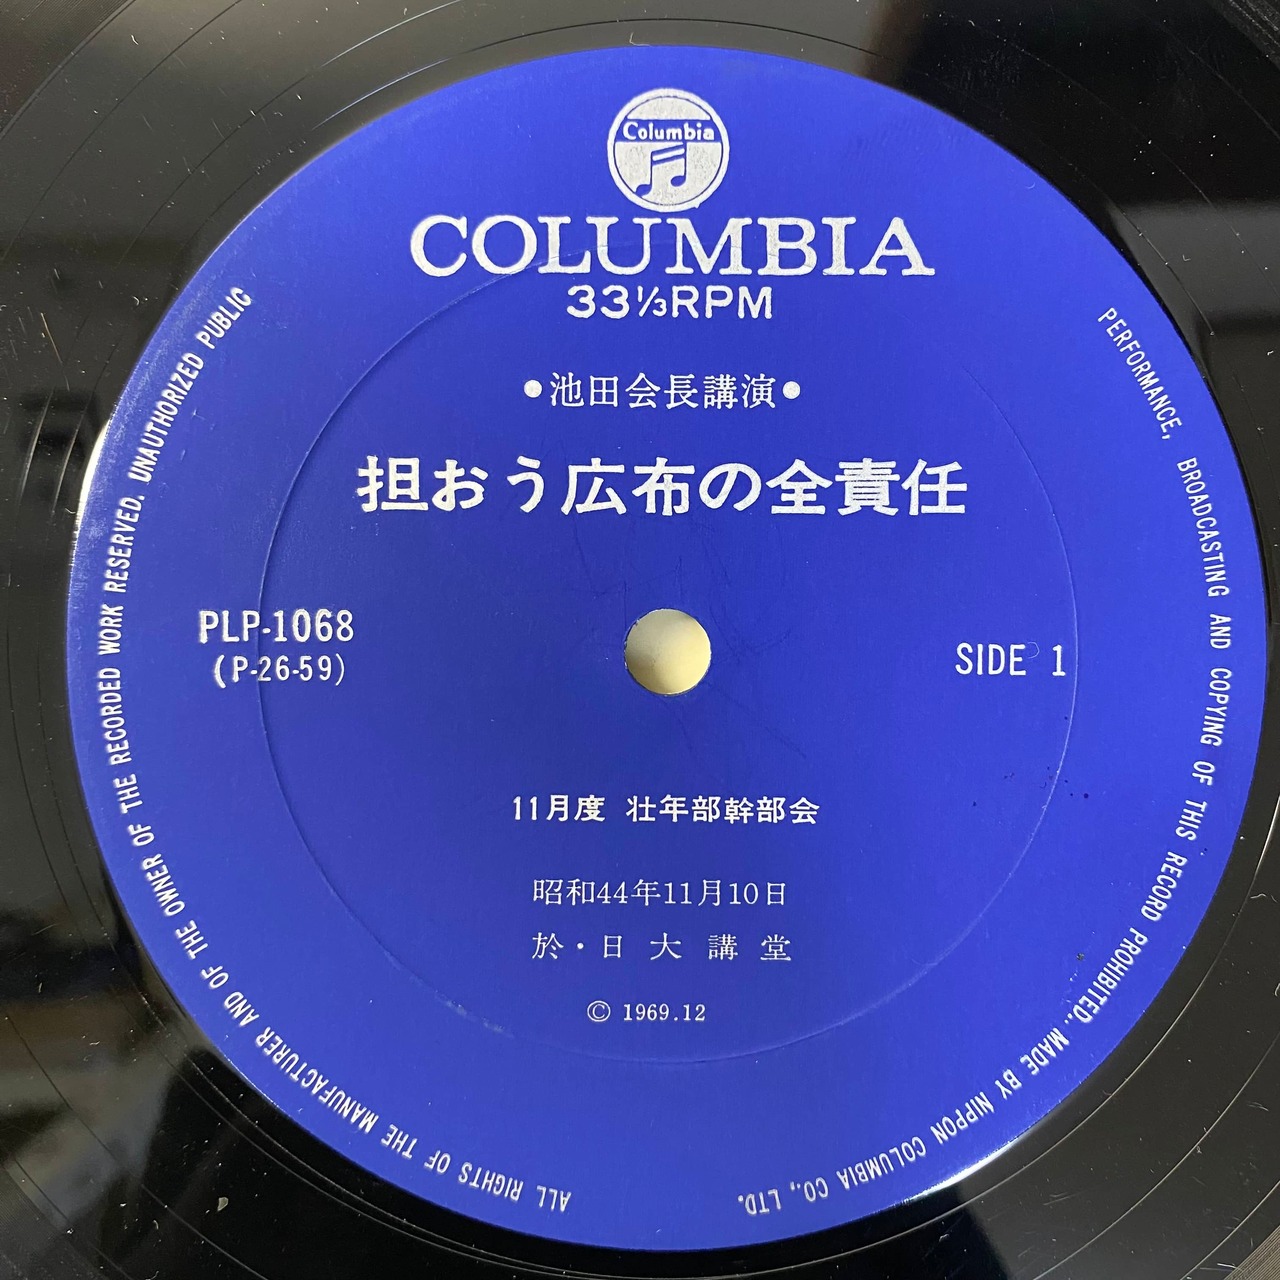 Columbia
COLUMBIA
33⅓RPM
●池田会長講演●
担おう広布の全責任
PLP-1068
(P-26-59)
SIDE 1
11月度 壮年部幹部会
昭和44年11月10日
於・日大講堂
© 1969.12
ALL RIGHTS OF THE MANUFACTURER AND OF THE OWNER OF THE RECORDED WORK RESERVED. UNAUTHORIZED PUBLIC PERFORMANCE, BROADCASTING AND COPYING OF THIS RECORD PROHIBITED. MADE BY NIPPON COLUMBIA CO., LTD.